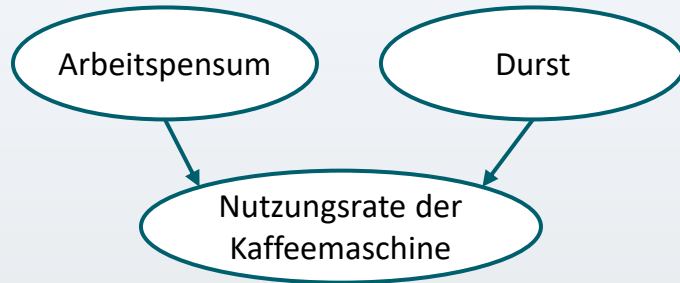 Arbeitspensum
Durst
Nutzungsrate der
Kaffeemaschine